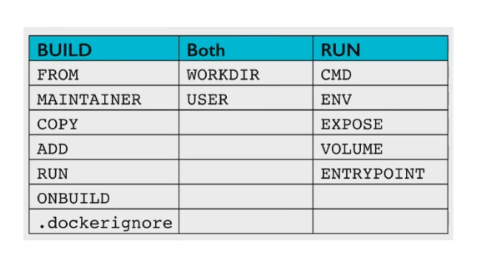 BUILD Both RUN
FROM WORKDIR CMD
MAINTAINER USER ENV
COPY EXPOSE
ADD VOLUME
RUN ENTRYPOINT
ONBUILD
.dockerignore